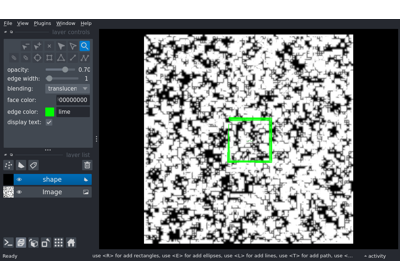 File View Plugins Window Help
layer controls
opacity: 0.70
edge width: 1
blending: translucen
face color: 00000000
edge color: lime
display text:
layer list
shape
Image
Ready use <R> for add rectangles, use <E> for add ellipses, use <L> for add lines, use <T> for add path, use <... activity